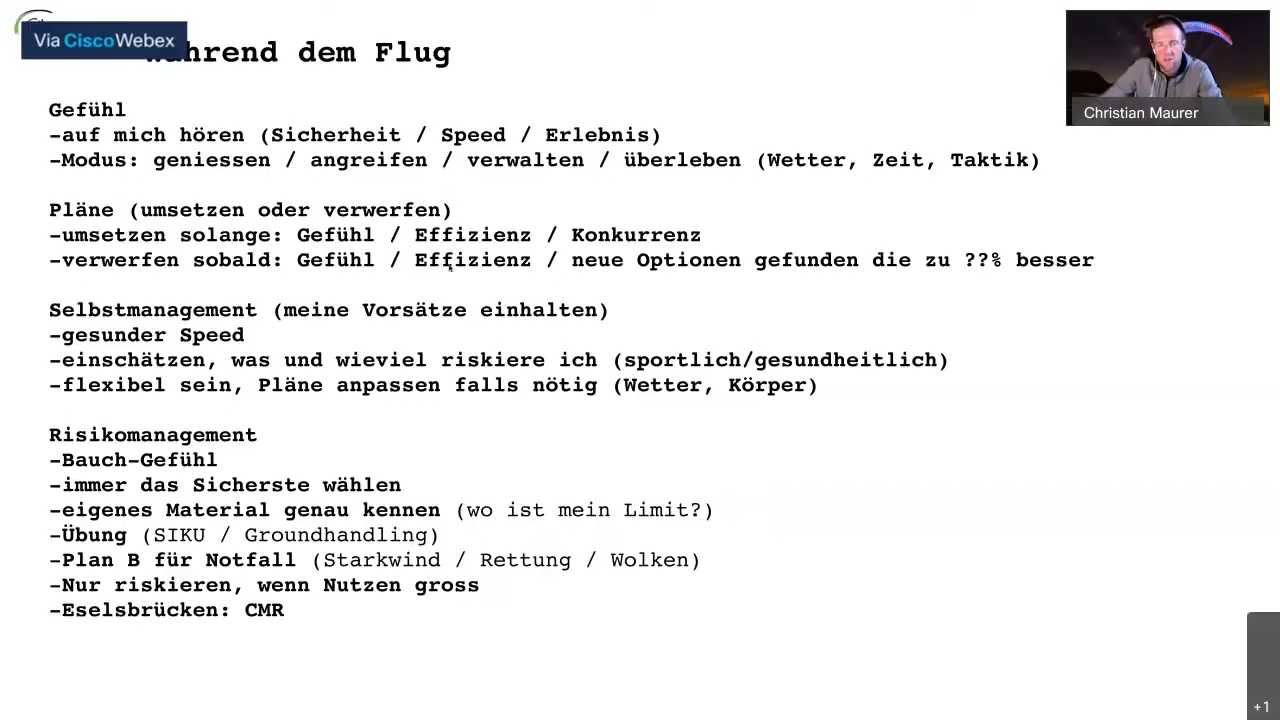 Via Cisco Webex
während dem Flug
Christian Maurer
Gefühl
-auf mich hören (Sicherheit / Speed / Erlebnis)
-Modus: geniessen / angreifen / verwalten / überleben (Wetter, Zeit, Taktik)
Pläne (umsetzen oder verwerfen)
-umsetzen solange: Gefühl / Effizienz / Konkurrenz
-verwerfen sobald: Gefühl / Effizienz / neue Optionen gefunden die zu ??% besser
Selbstmanagement (meine Vorsätze einhalten)
-gesunder Speed
-einschätzen, was und wieviel riskiere ich (sportlich/gesundheitlich)
-flexibel sein, Pläne anpassen falls nötig (Wetter, Körper)
Risikomanagement
-Bauch-Gefühl
-immer das Sicherste wählen
-eigenes Material genau kennen (wo ist mein Limit?)
-Übung (SIKU / Groundhandling)
-Plan B für Notfall (Starkwind / Rettung / Wolken)
-Nur riskieren, wenn Nutzen gross
-Eselsbrücken: CMR
+1